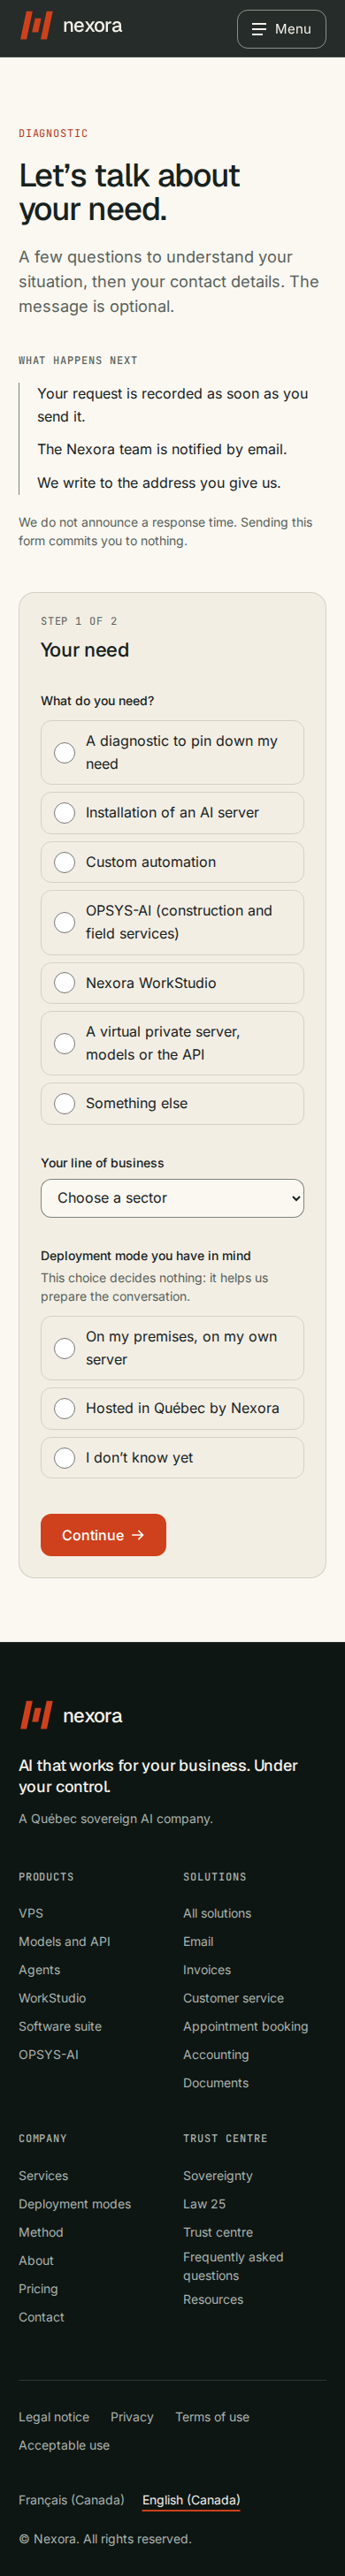 nexora
Menu
DIAGNOSTIC
Let’s talk about
your need.
A few questions to understand your
situation, then your contact details. The
message is optional.
WHAT HAPPENS NEXT
Your request is recorded as soon as you
send it.
The Nexora team is notified by email.
We write to the address you give us.
We do not announce a response time. Sending this
form commits you to nothing.
STEP 1 OF 2
Your need
What do you need?
A diagnostic to pin down my
need
Installation of an AI server
Custom automation
OPSYS-AI (construction and
field services)
Nexora WorkStudio
A virtual private server,
models or the API
Something else
Your line of business
Choose a sector
Deployment mode you have in mind
This choice decides nothing: it helps us
prepare the conversation.
On my premises, on my own
server
Hosted in Québec by Nexora
I don’t know yet
Continue →
nexora
AI that works for your business. Under
your control.
A Québec sovereign AI company.
PRODUCTS
VPS
Models and API
Agents
WorkStudio
Software suite
OPSYS-AI
SOLUTIONS
All solutions
Email
Invoices
Customer service
Appointment booking
Accounting
Documents
COMPANY
Services
Deployment modes
Method
About
Pricing
Contact
TRUST CENTRE
Sovereignty
Law 25
Trust centre
Frequently asked
questions
Resources
Legal notice Privacy Terms of use
Acceptable use
Français (Canada) English (Canada)
© Nexora. All rights reserved.